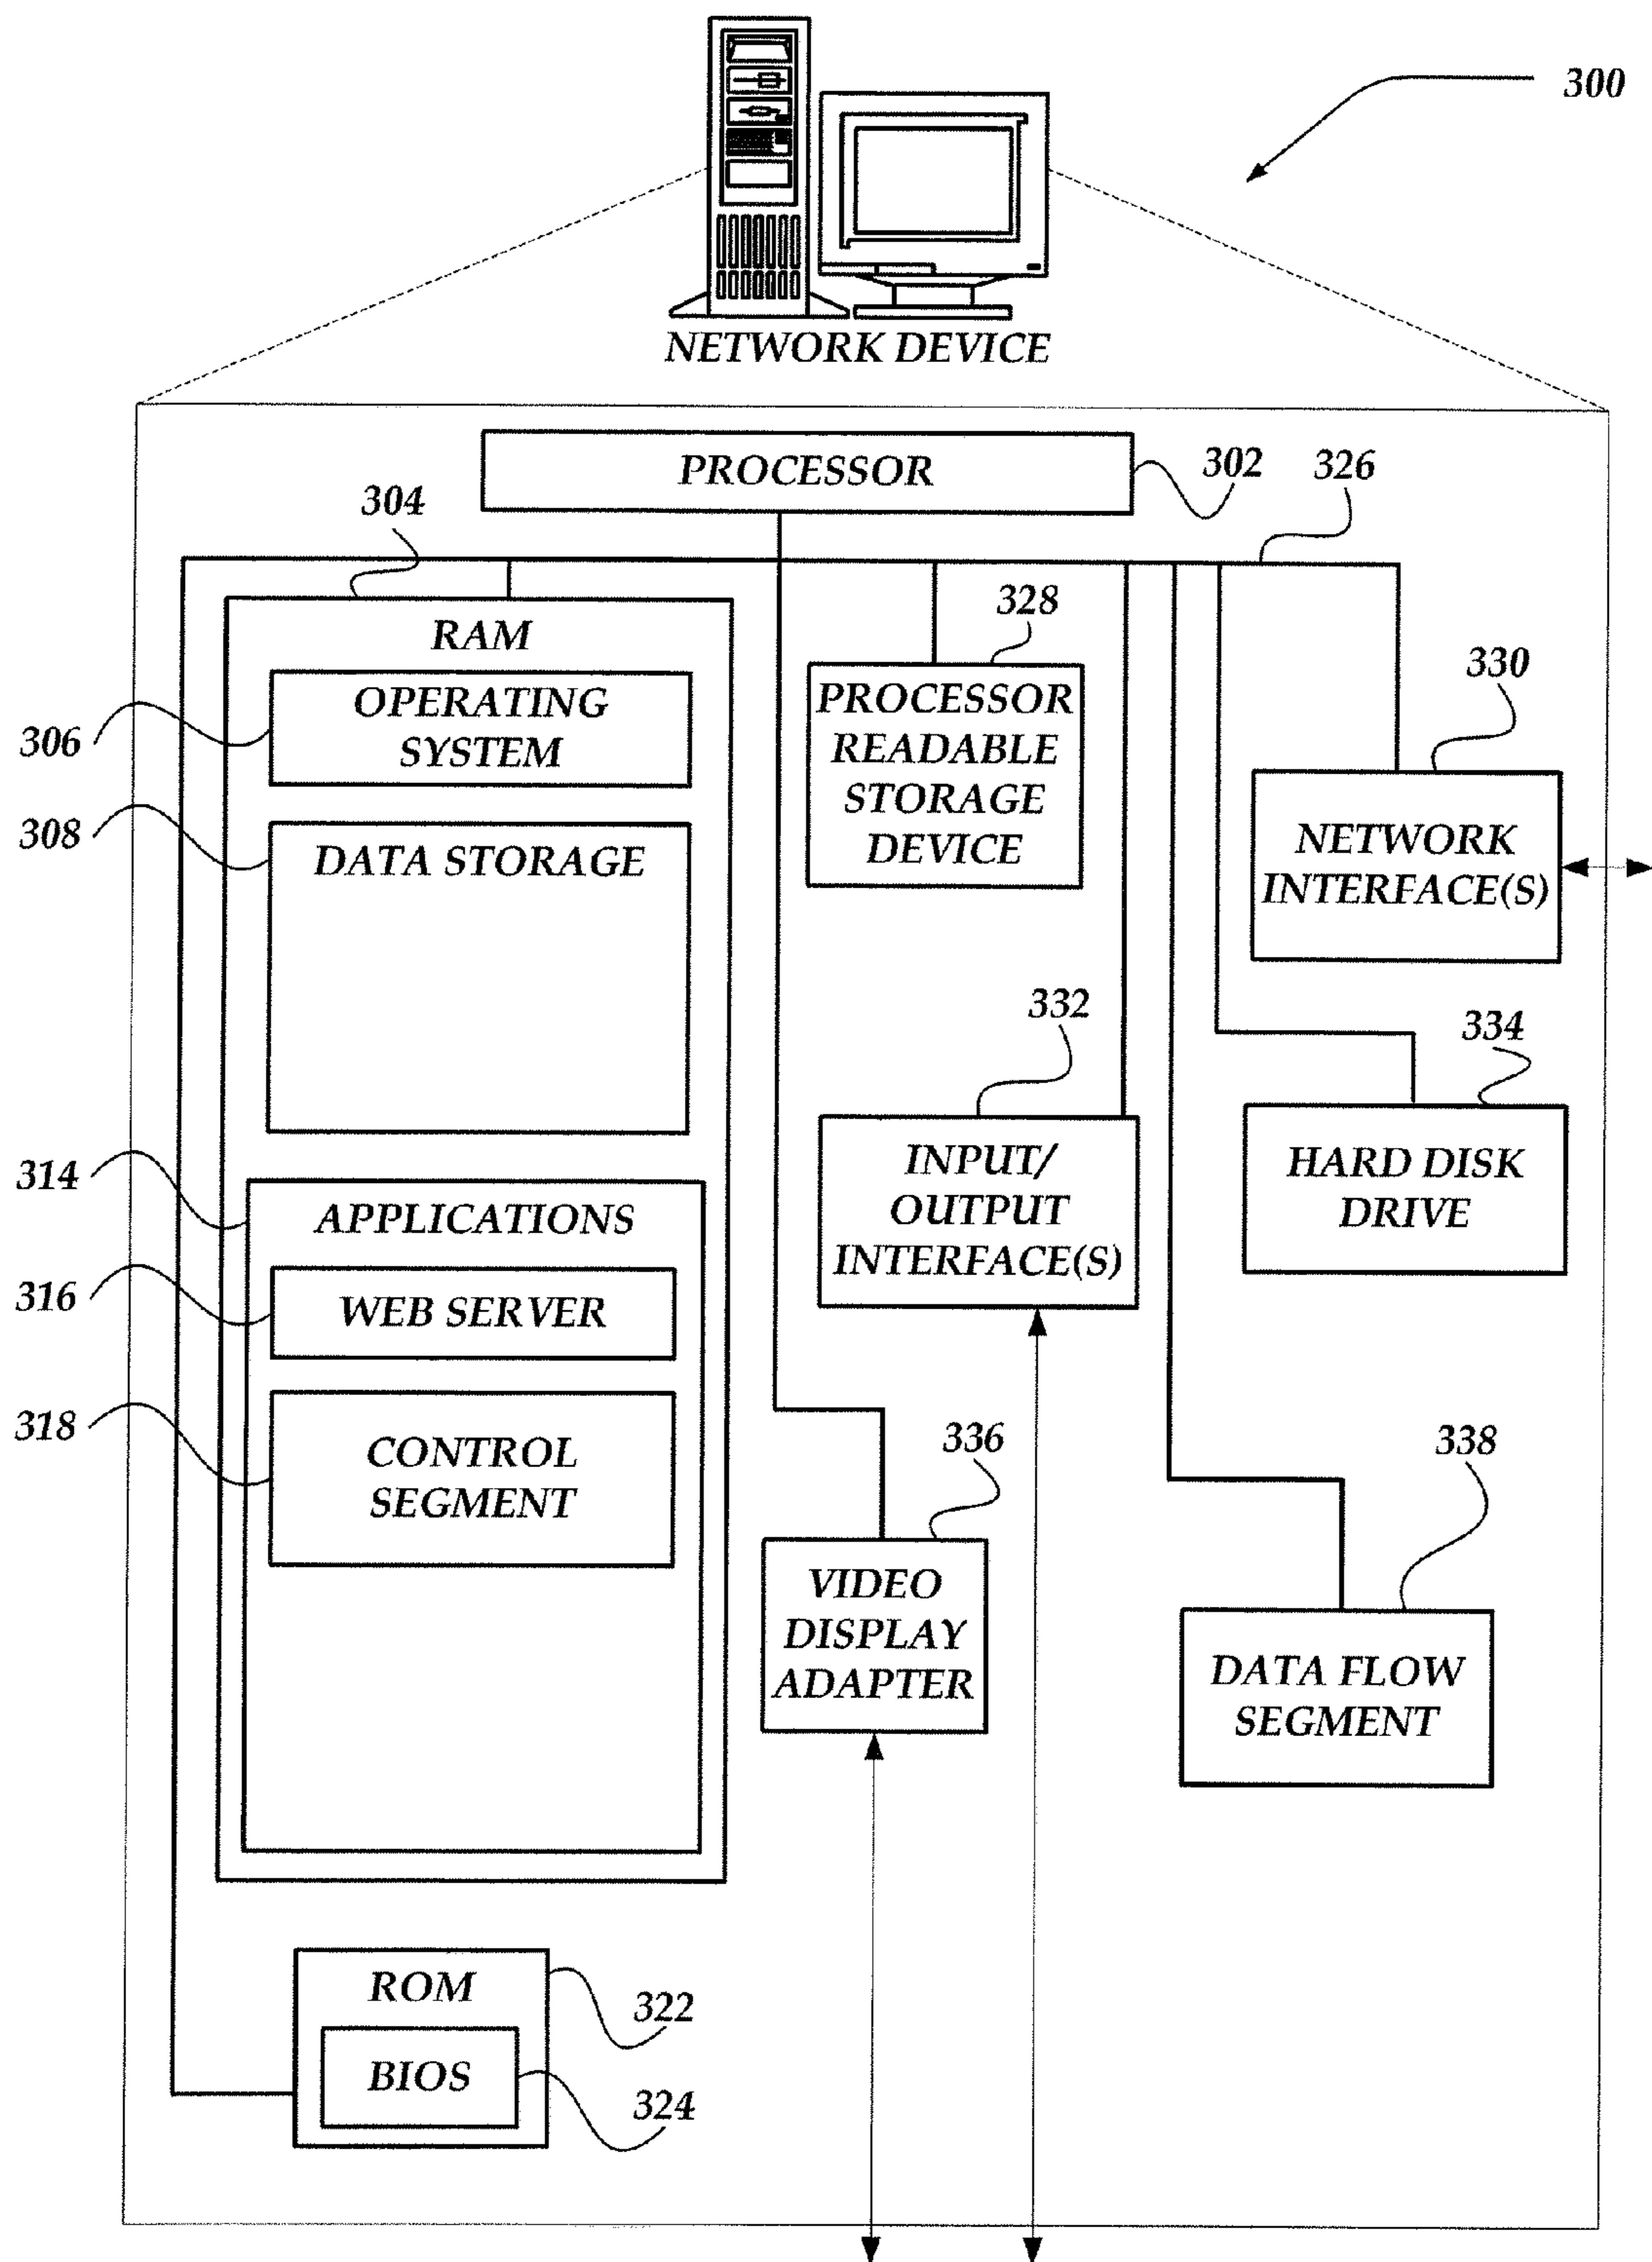 300
NETWORK DEVICE
PROCESSOR
302
326
304
RAM
328
OPERATING
SYSTEM
306
PROCESSOR
READABLE
STORAGE
DEVICE
330
NETWORK
INTERFACE(S)
308
DATA STORAGE
332
334
INPUT/
OUTPUT
INTERFACE(S)
HARD DISK
DRIVE
314
APPLICATIONS
316
WEB SERVER
318
CONTROL
SEGMENT
336
338
VIDEO
DISPLAY
ADAPTER
DATA FLOW
SEGMENT
ROM
322
BIOS
324